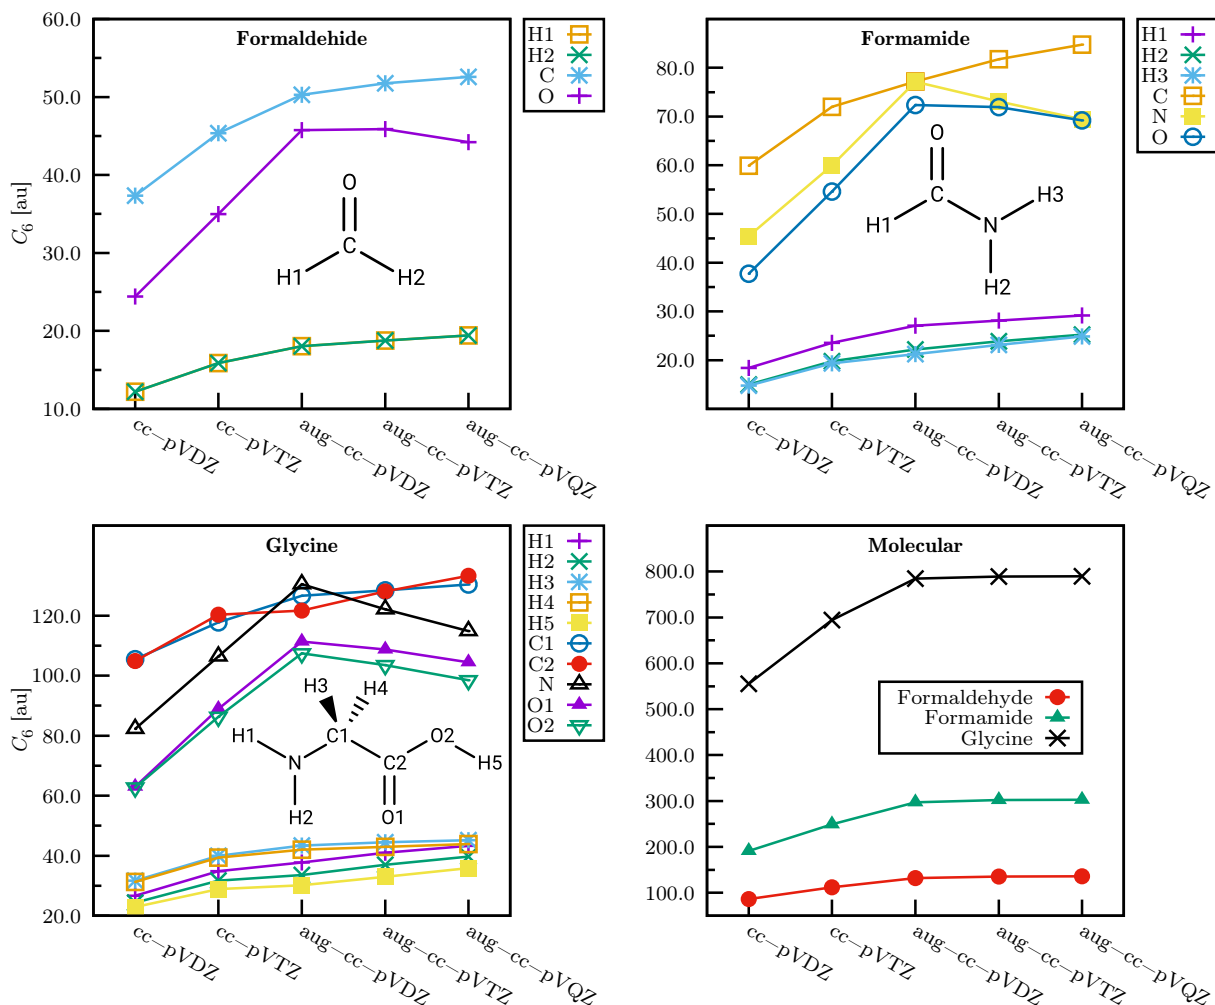 Formaldehide
60.0
50.0
40.0
30.0
20.0
10.0
C6 [au]
H1
H2
C
O
O
C
H1
H2
cc–pVDZ
cc–pVTZ
aug–cc–pVDZ
aug–cc–pVTZ
aug–cc–pVQZ
Formamide
80.0
70.0
60.0
50.0
40.0
30.0
20.0
H1
H2
H3
C
N
O
O
H3
C
H1
N
H2
cc–pVDZ
cc–pVTZ
aug–cc–pVDZ
aug–cc–pVTZ
aug–cc–pVQZ
Glycine
120.0
100.0
80.0
60.0
40.0
20.0
C6 [au]
H1
H2
H3
H4
H5
C1
C2
N
O1
O2
H3
H4
H1
C1
O2
N
C2
H5
H2
O1
cc–pVDZ
cc–pVTZ
aug–cc–pVDZ
aug–cc–pVTZ
aug–cc–pVQZ
Molecular
800.0
700.0
600.0
500.0
400.0
300.0
200.0
100.0
Formaldehyde
Formamide
Glycine
cc–pVDZ
cc–pVTZ
aug–cc–pVDZ
aug–cc–pVTZ
aug–cc–pVQZ